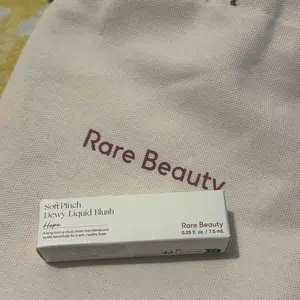 Rare Beauty
Soft Pinch
Dewy Liquid Blush
Hope
Rare Beauty
0.25 fl. oz. / 7.5 mL